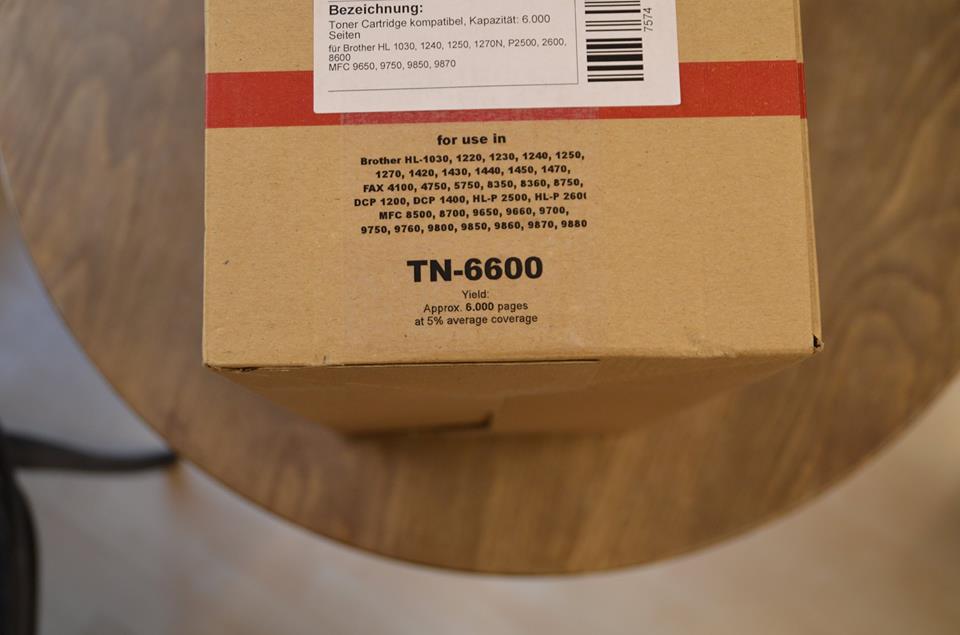 Bezeichnung:
Toner Cartridge kompatibel, Kapazität: 6.000
Seiten
für Brother HL 1030, 1240, 1250, 1270N, P2500, 2600,
8600
MFC 9650, 9750, 9850, 9870
7574
for use in
Brother HL-1030, 1220, 1230, 1240, 1250,
1270, 1420, 1430, 1440, 1450, 1470,
FAX 4100, 4750, 5750, 8350, 8360, 8750,
DCP 1200, DCP 1400, HL-P 2500, HL-P 2600
MFC 8500, 8700, 9650, 9660, 9700,
9750, 9760, 9800, 9850, 9860, 9870, 9880
TN-6600
Yield:
Approx. 6.000 pages
at 5% average coverage